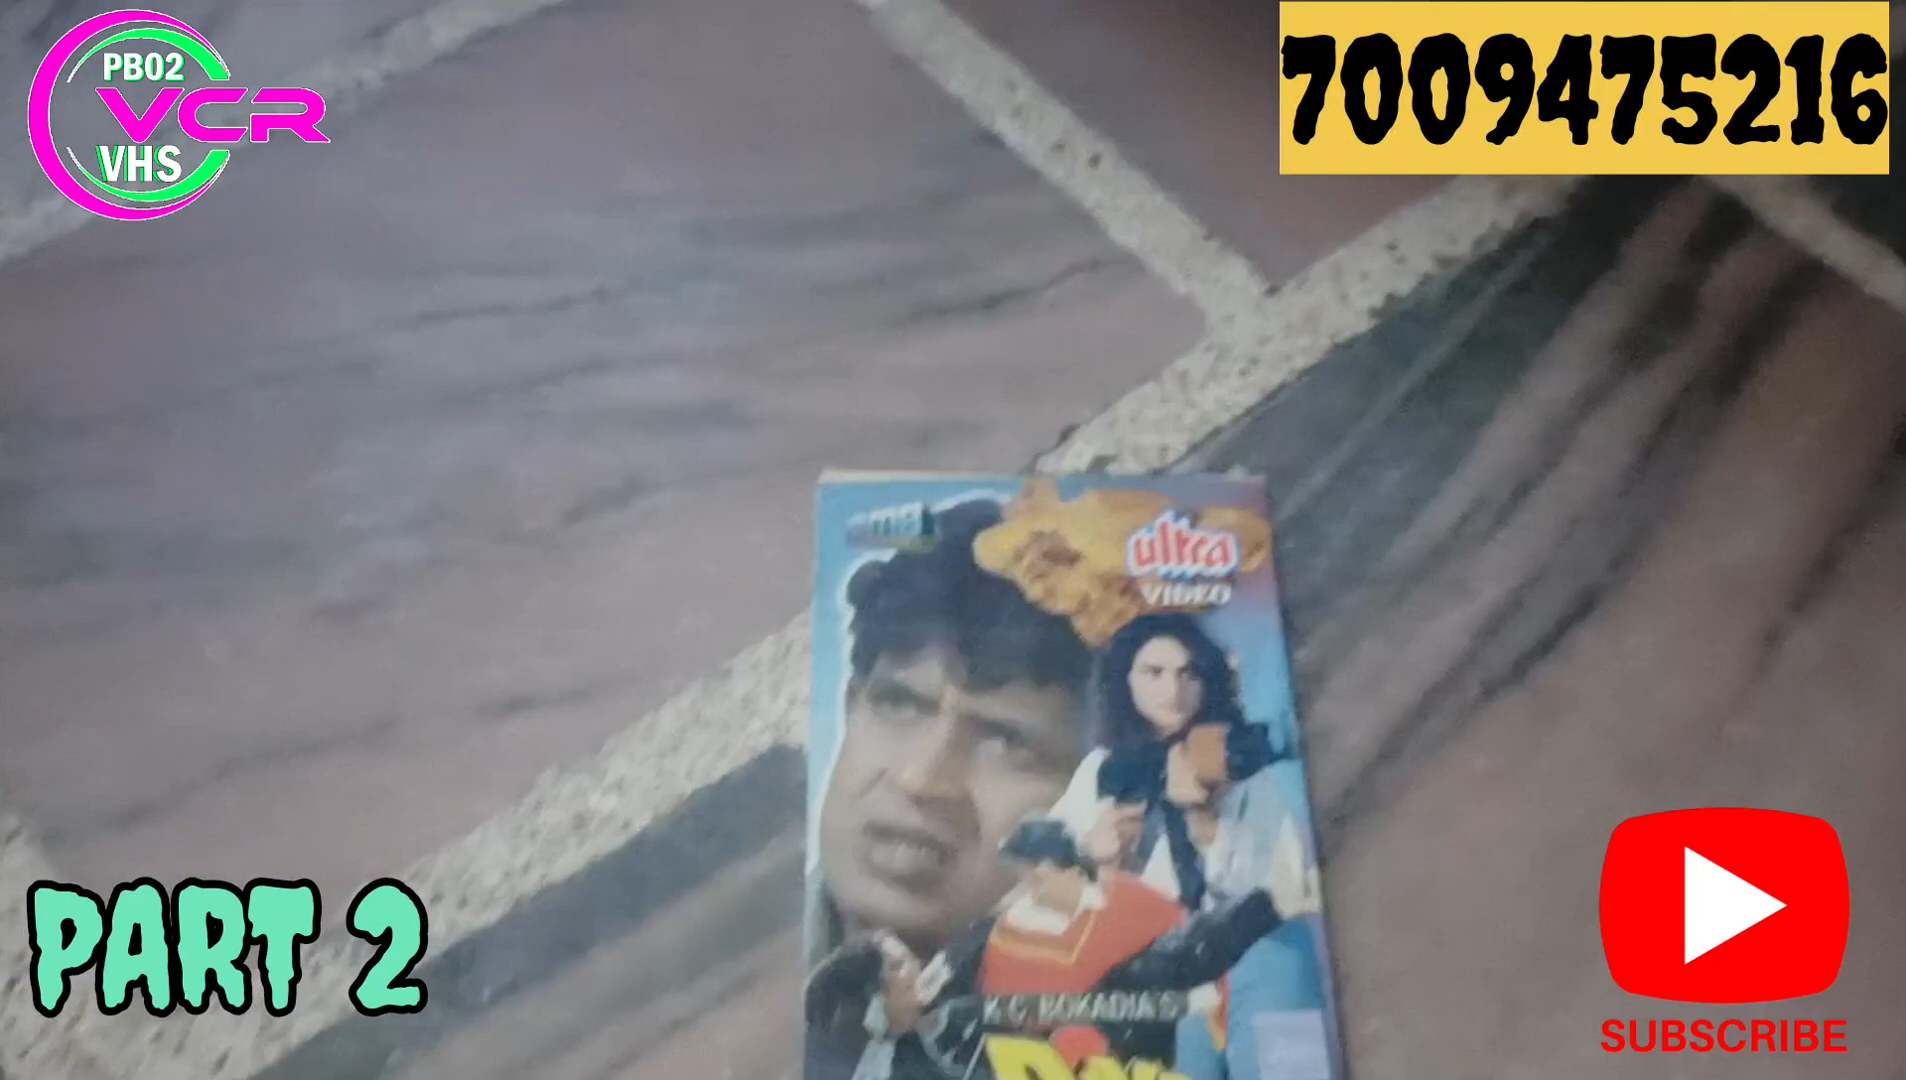 PB02
VCR
VHS
7009475216
ultra
VIDEO
K.C. BOKADIA'S
PART 2
SUBSCRIBE